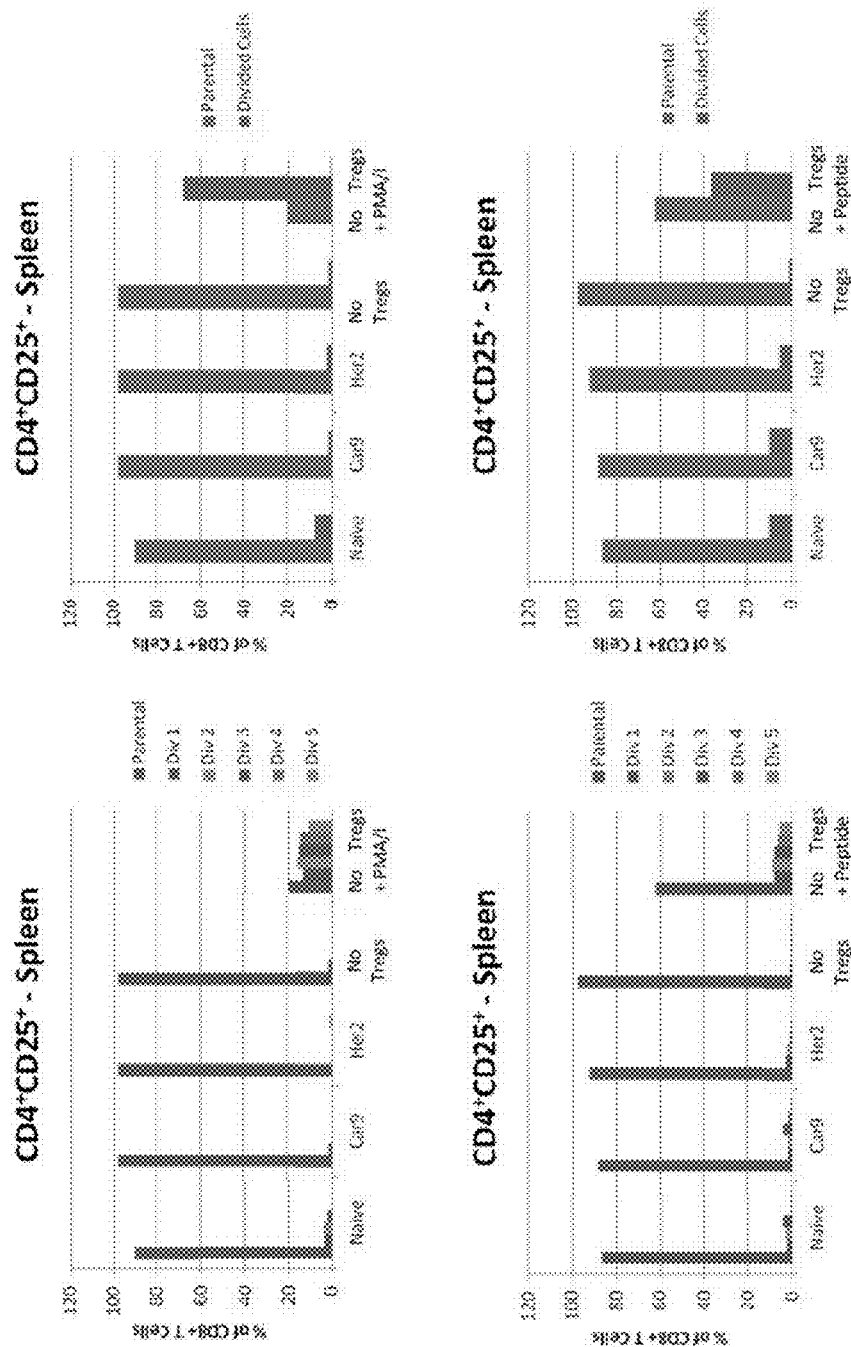 CD4⁺CD25⁺ - Spleen
120
100
80
60
40
20
0
% of CD8+ T Cells
Naive
Car9
Her2
No
Tregs
No Tregs
+ PMA/I
Parental
Div 1
Div 2
Div 3
Div 4
Div 5
CD4⁺CD25⁺ - Spleen
120
100
80
60
40
20
0
% of CD8+ T Cells
Naive
Car9
Her2
No
Tregs
No Tregs
+ PMA/I
Parental
Divided Cells
CD4⁺CD25⁺ - Spleen
120
100
80
60
40
20
0
% of CD8+ T Cells
Naive
Car9
Her2
No
Tregs
No Tregs
+ Peptide
Parental
Div 1
Div 2
Div 3
Div 4
Div 5
CD4⁺CD25⁺ - Spleen
120
100
80
60
40
20
0
% of CD8+ T Cells
Naive
Car9
Her2
No
Tregs
No Tregs
+ Peptide
Parental
Divided Cells